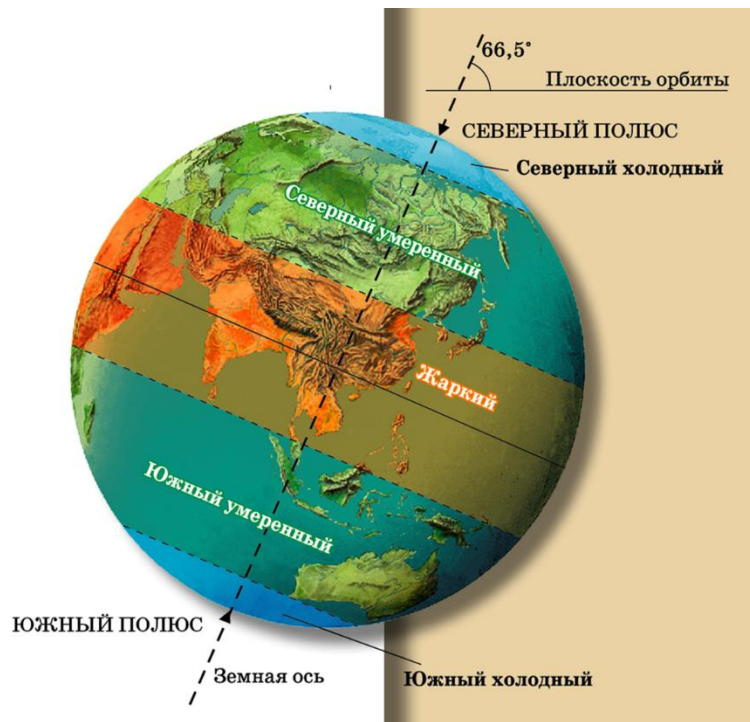 66,5°
Плоскость орбиты
СЕВЕРНЫЙ ПОЛЮС
Северный холодный
Северный умеренный
Жаркий
Южный умеренный
ЮЖНЫЙ ПОЛЮС
Земная ось
Южный холодный